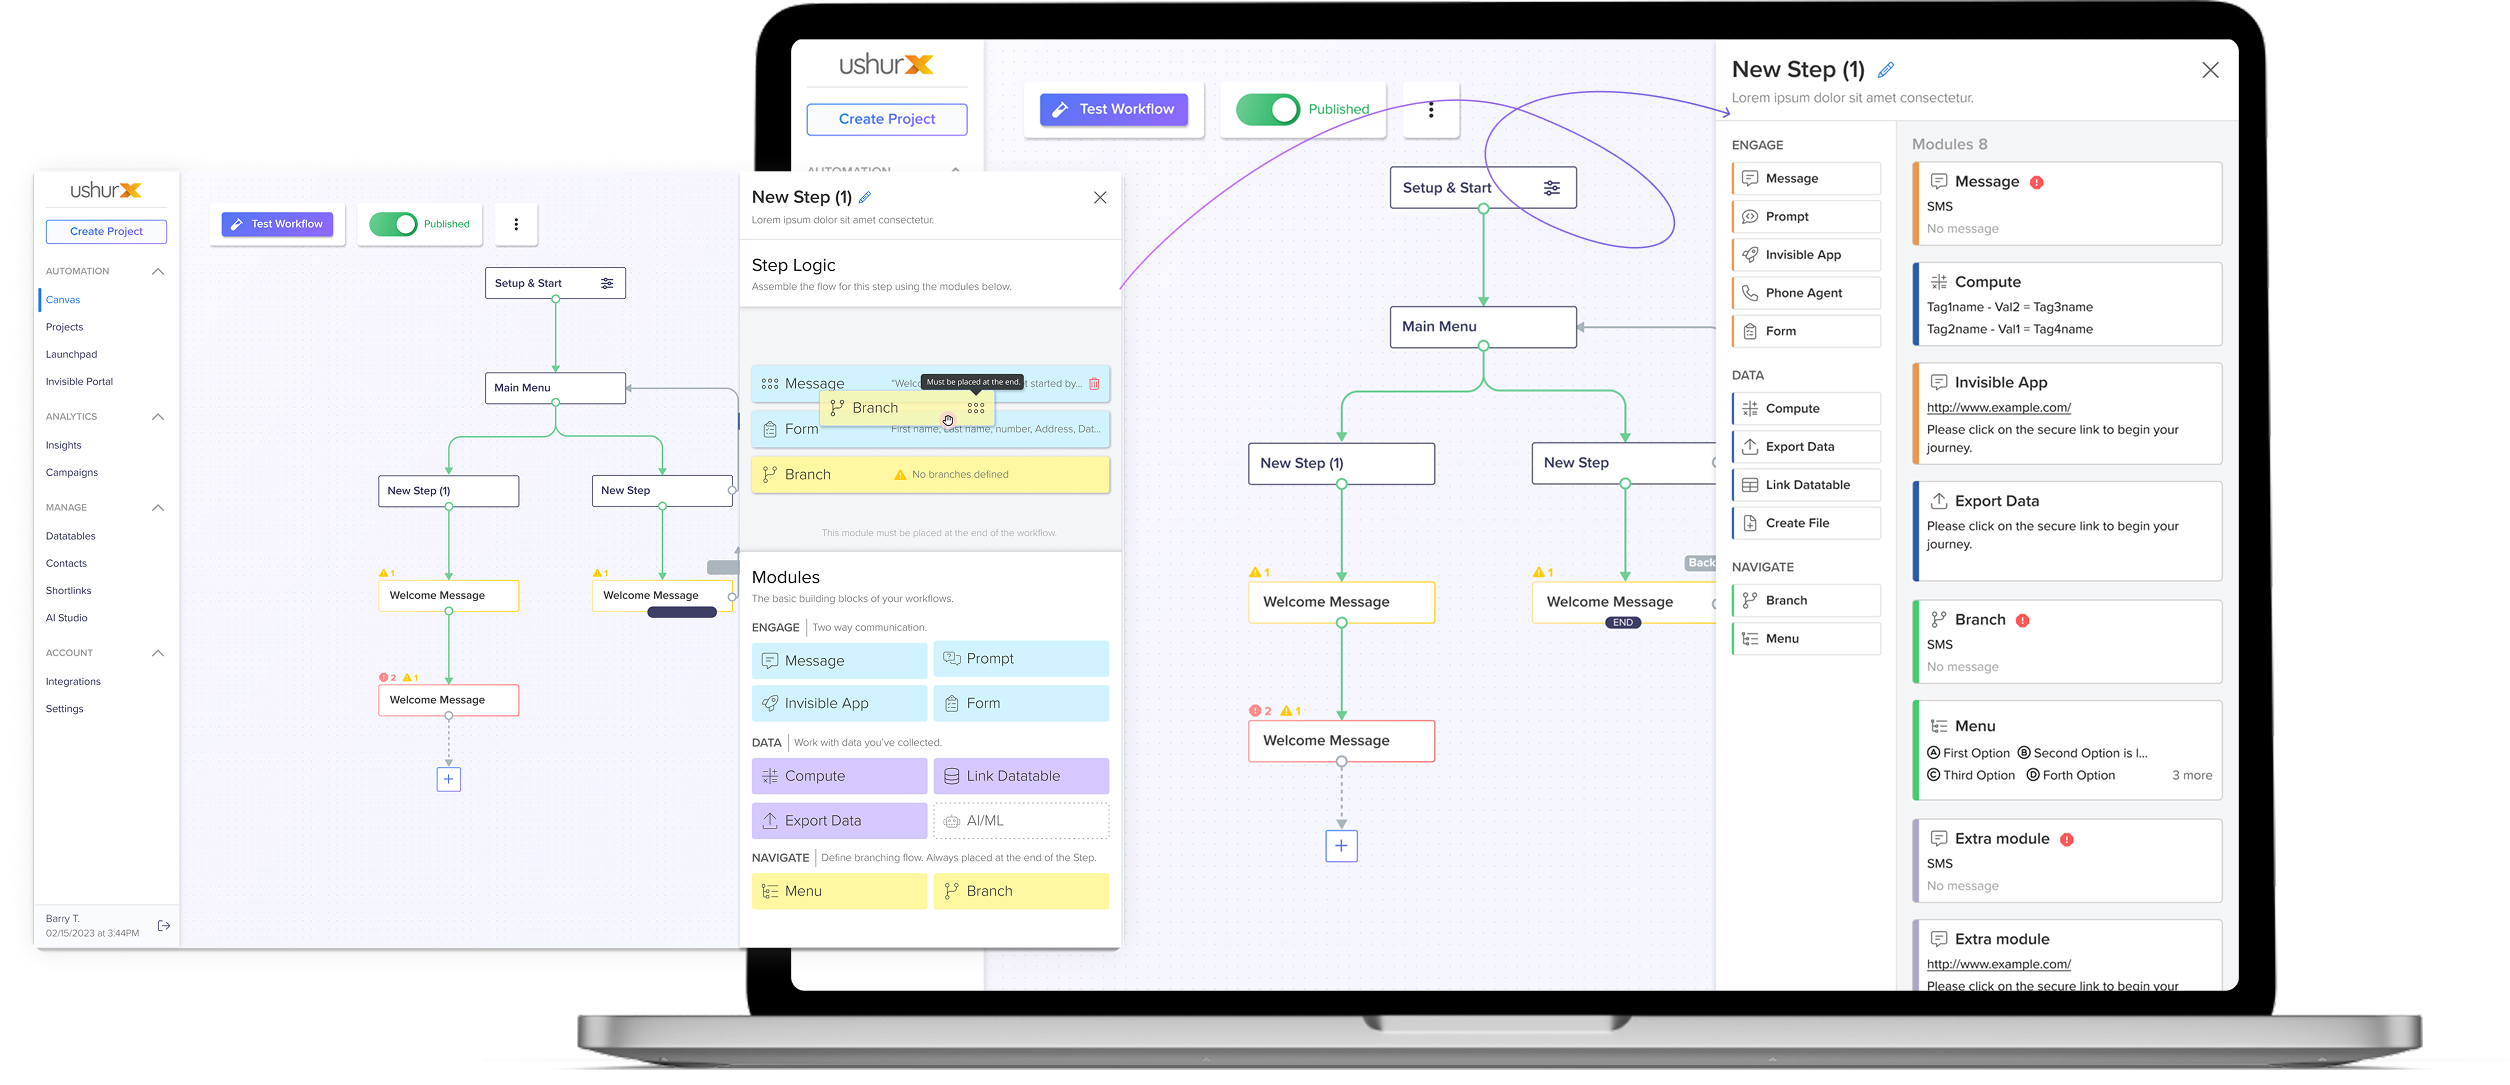 ushurX
Create Project
AUTOMATION
Canvas
Projects
Launchpad
Invisible Portal
ANALYTICS
Insights
Campaigns
MANAGE
Datatables
Contacts
Shortlinks
AI Studio
ACCOUNT
Integrations
Settings
Barry T.
02/15/2023 at 3:44PM
Test Workflow
Published
Setup & Start
Main Menu
New Step (1)
New Step
1
Welcome Message
1
Welcome Message
2 1
Welcome Message
+
New Step (1)
Lorem ipsum dolor sit amet consectetur.
Step Logic
Assemble the flow for this step using the modules below.
Must be placed at the end.
Message "Welco t started by...
Branch
Form First name, Last name, number, Address, Dat...
Branch No branches defined
This module must be placed at the end of the workflow.
Modules
The basic building blocks of your workflows.
ENGAGE Two way communication.
Message Prompt
Invisible App Form
DATA Work with data you've collected.
Compute Link Datatable
Export Data AI/ML
NAVIGATE Define branching flow. Always placed at the end of the Step.
Menu Branch
ushurX
Create Project
AUTOMATION
Test Workflow
Published
Setup & Start
Main Menu
New Step (1)
New Step
Back
1
Welcome Message
1
Welcome Message
END
2 1
Welcome Message
+
New Step (1)
Lorem ipsum dolor sit amet consectetur.
ENGAGE
Message
Prompt
Invisible App
Phone Agent
Form
DATA
Compute
Export Data
Link Datatable
Create File
NAVIGATE
Branch
Menu
Modules 8
Message
SMS
No message
Compute
Tag1name - Val2 = Tag3name
Tag2name - Val1 = Tag4name
Invisible App
http://www.example.com/
Please click on the secure link to begin your
journey.
Export Data
Please click on the secure link to begin your
journey.
Branch
SMS
No message
Menu
A First Option B Second Option is l...
C Third Option D Forth Option 3 more
Extra module
SMS
No message
Extra module
http://www.example.com/
Please click on the secure link to begin your